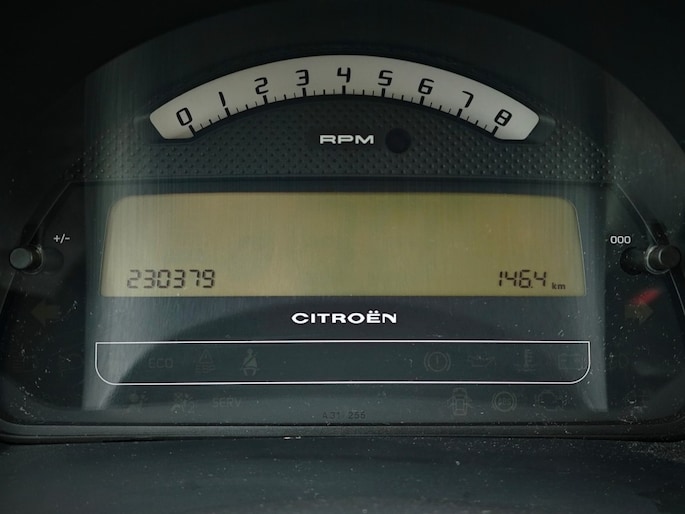 0 1 2 3 4 5 6 7 8
RPM
+/-
000
230379 146.4 km
CITROËN
ECO
SERV